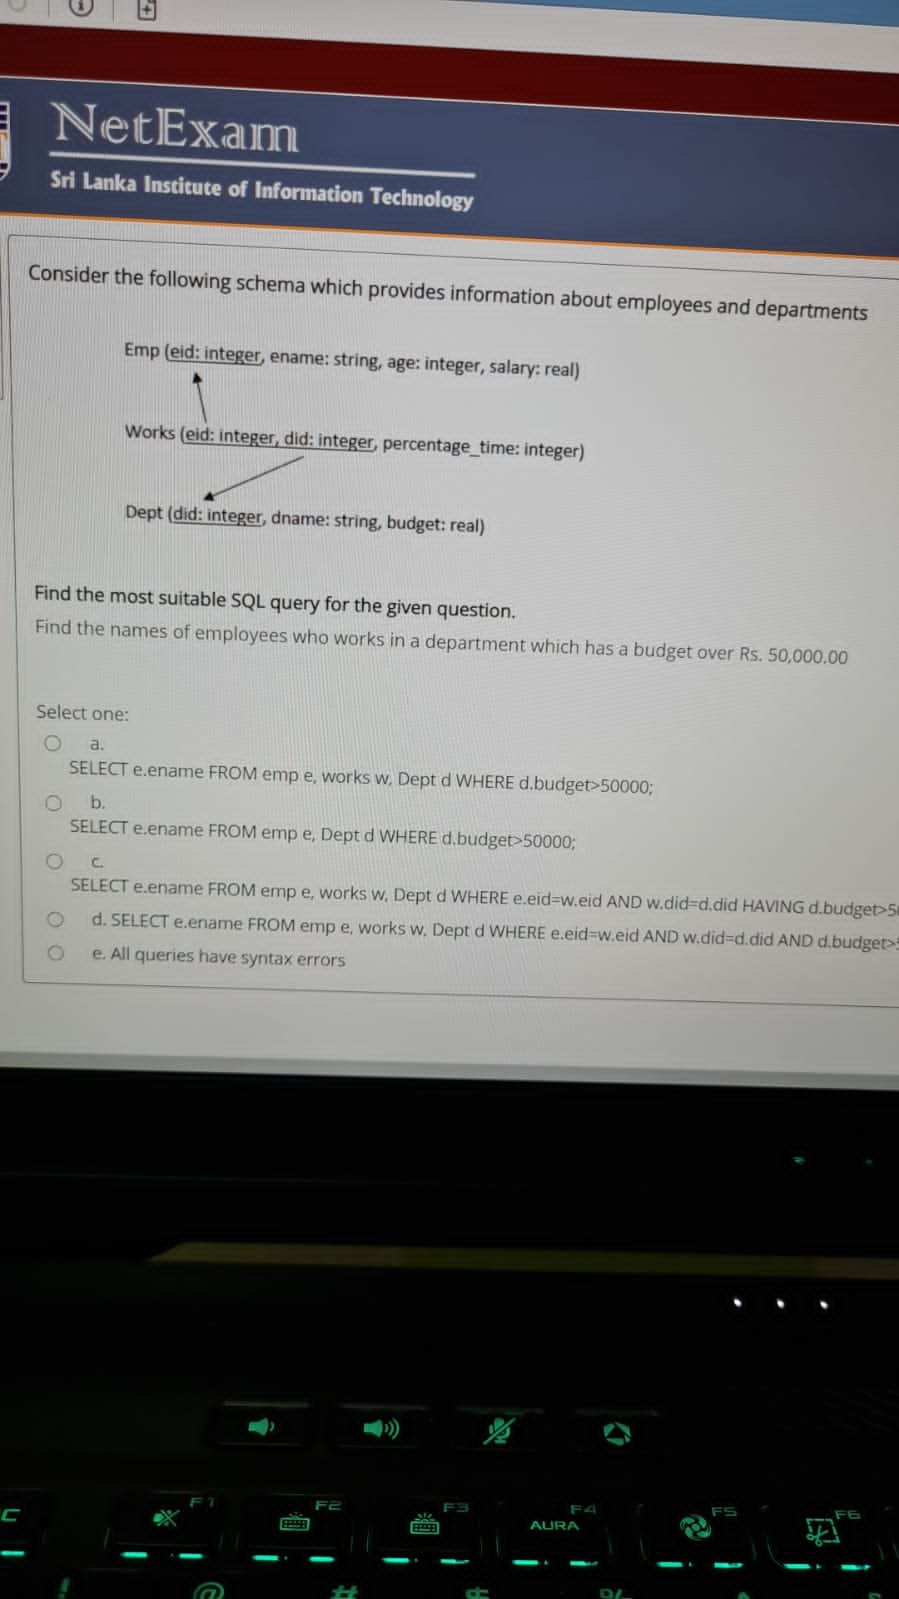 NetExam
Sri Lanka Institute of Information Technology
Consider the following schema which provides information about employees and departments
Emp (eid: integer, ename: string, age: integer, salary: real)
Works (eid: integer, did: integer, percentage_time: integer)
Dept (did: integer, dname: string, budget: real)
Find the most suitable SQL query for the given question.
Find the names of employees who works in a department which has a budget over Rs. 50,000.00
Select one:
a.
SELECT e.ename FROM emp e, works w, Dept d WHERE d.budget>50000;
b.
SELECT e.ename FROM emp e, Dept d WHERE d.budget>50000;
c.
SELECT e.ename FROM emp e, works w, Dept d WHERE e.eid=w.eid AND w.did=d.did HAVING d.budget>5
d. SELECT e.ename FROM emp e, works w, Dept d WHERE e.eid=w.eid AND w.did=d.did AND d.budget>
e. All queries have syntax errors
C F1 F2 F3 F4 F5 F6
AURA
@ # $